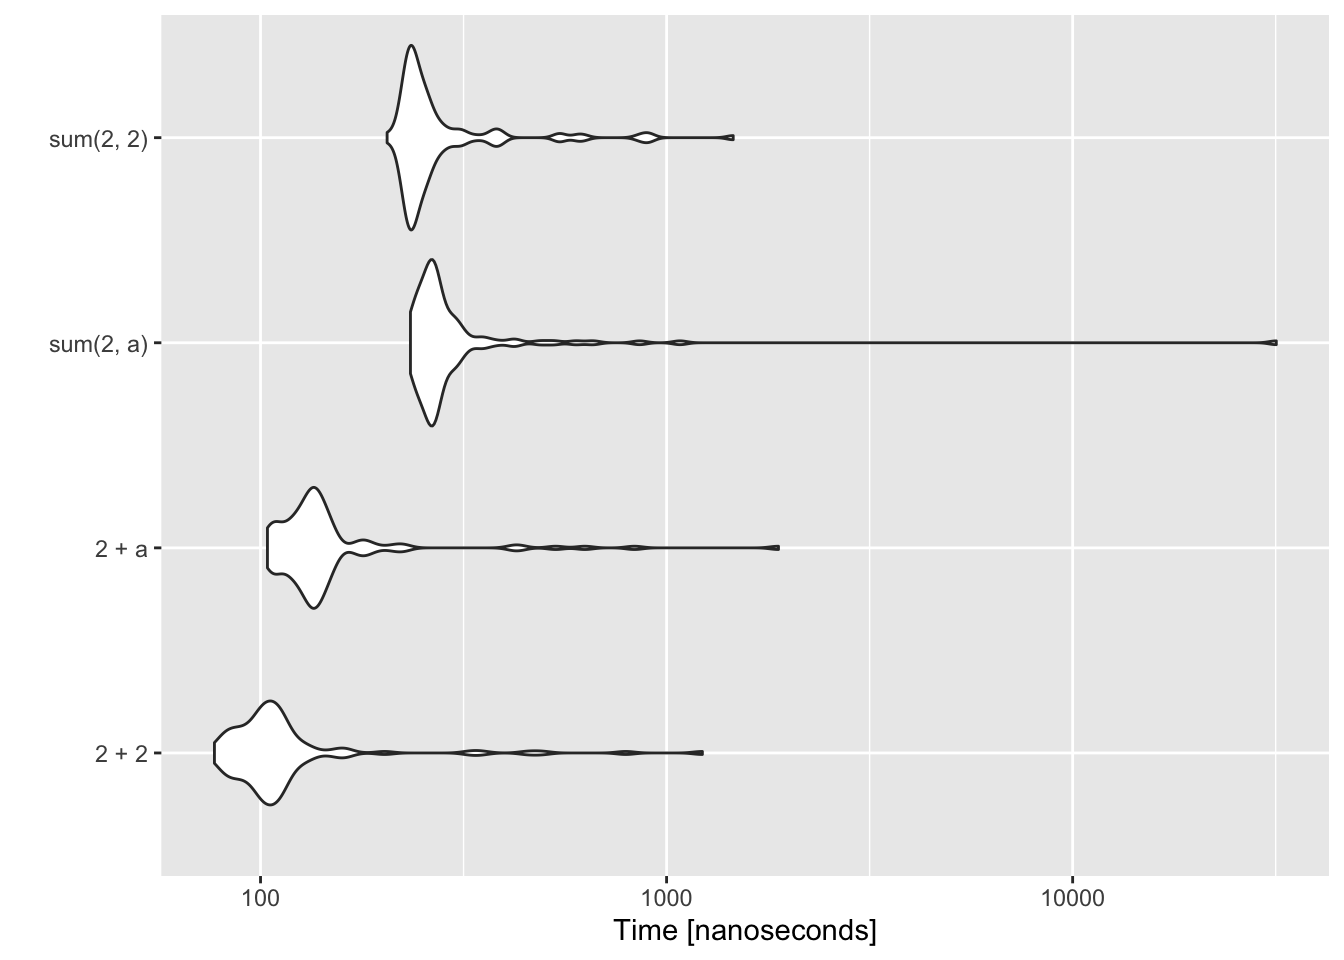 sum(2, 2)
sum(2, a)
2 + a
2 + 2
100 1000 10000
Time [nanoseconds]